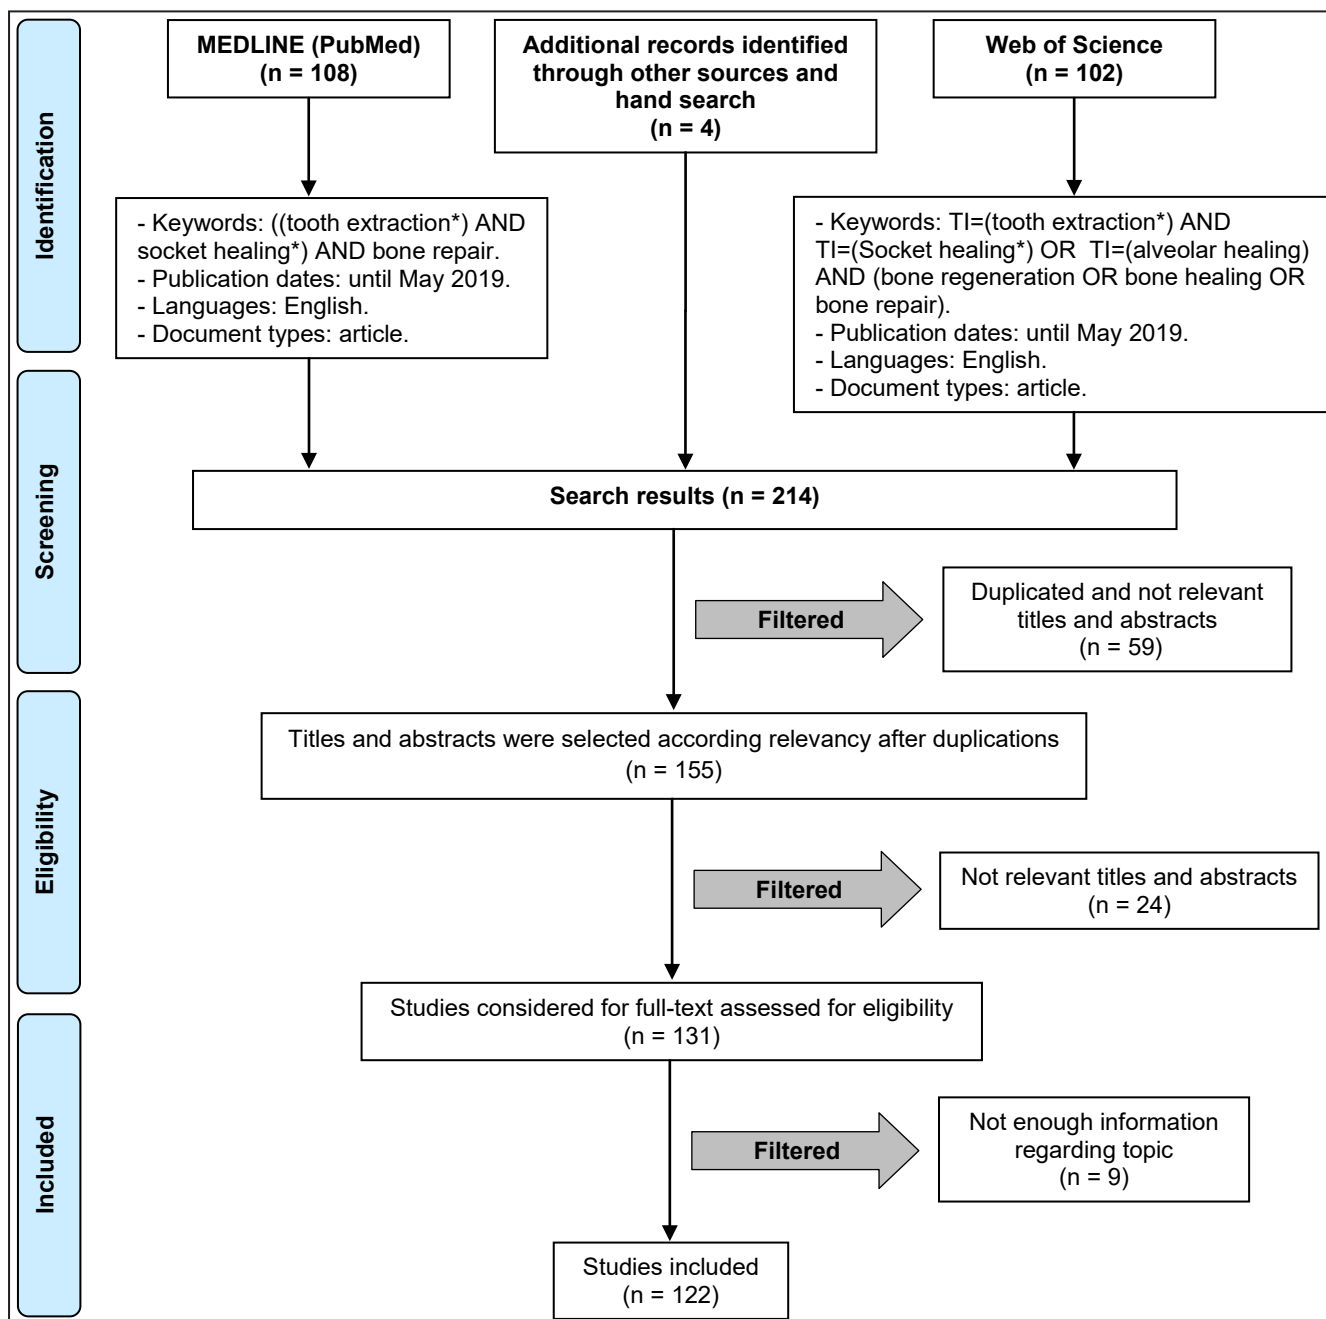 Identification
MEDLINE (PubMed)
(n = 108)
Additional records identified
through other sources and
hand search
(n = 4)
Web of Science
(n = 102)
- Keywords: ((tooth extraction*) AND
socket healing*) AND bone repair.
- Publication dates: until May 2019.
- Languages: English.
- Document types: article.
- Keywords: TI=(tooth extraction*) AND
TI=(Socket healing*) OR TI=(alveolar healing)
AND (bone regeneration OR bone healing OR
bone repair).
- Publication dates: until May 2019.
- Languages: English.
- Document types: article.
Screening
Search results (n = 214)
Filtered
Duplicated and not relevant
titles and abstracts
(n = 59)
Eligibility
Titles and abstracts were selected according relevancy after duplications
(n = 155)
Filtered
Not relevant titles and abstracts
(n = 24)
Studies considered for full-text assessed for eligibility
(n = 131)
Included
Filtered
Not enough information
regarding topic
(n = 9)
Studies included
(n = 122)